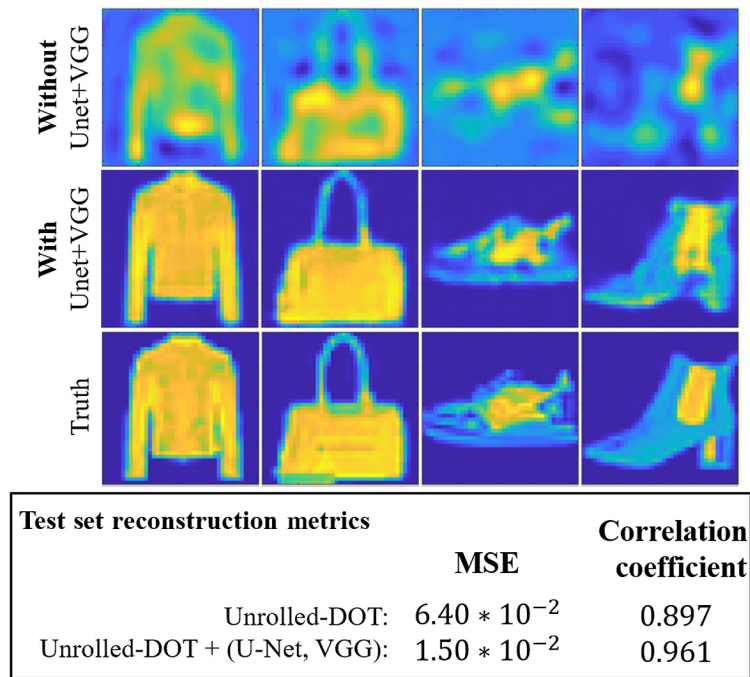 Without
Unet+VGG
With
Unet+VGG
Truth
Test set reconstruction metrics
MSE
Correlation
coefficient
Unrolled-DOT: 6.40 * 10⁻² 0.897
Unrolled-DOT + (U-Net, VGG): 1.50 * 10⁻² 0.961